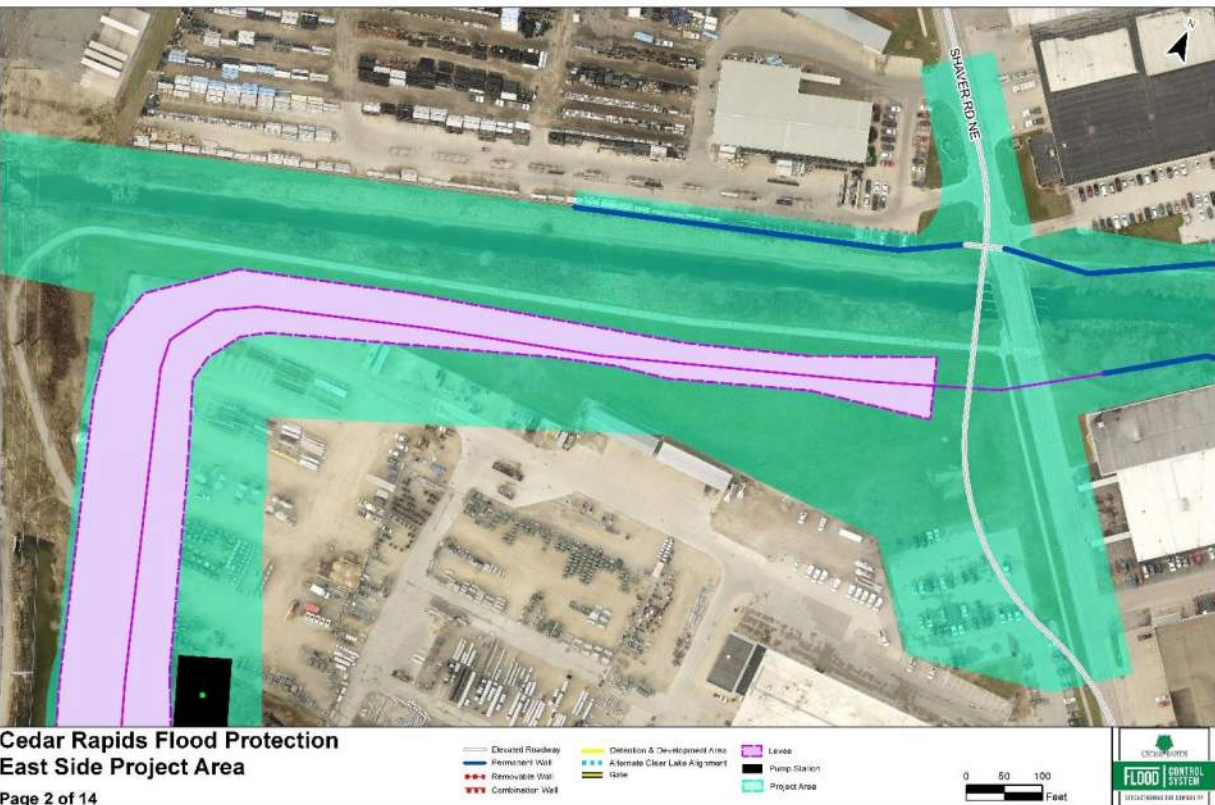 SHAVER RD NE
N
Cedar Rapids Flood Protection
East Side Project Area
Page 2 of 14
Elevated Roadway
Permanent Wall
Removable Wall
Combination Wall
Detention & Development Area
Alternate Clear Lake Alignment
Gate
Levee
Pump Station
Project Area
0 50 100
Feet
CEDAR RAPIDS
FLOOD CONTROL
SYSTEM